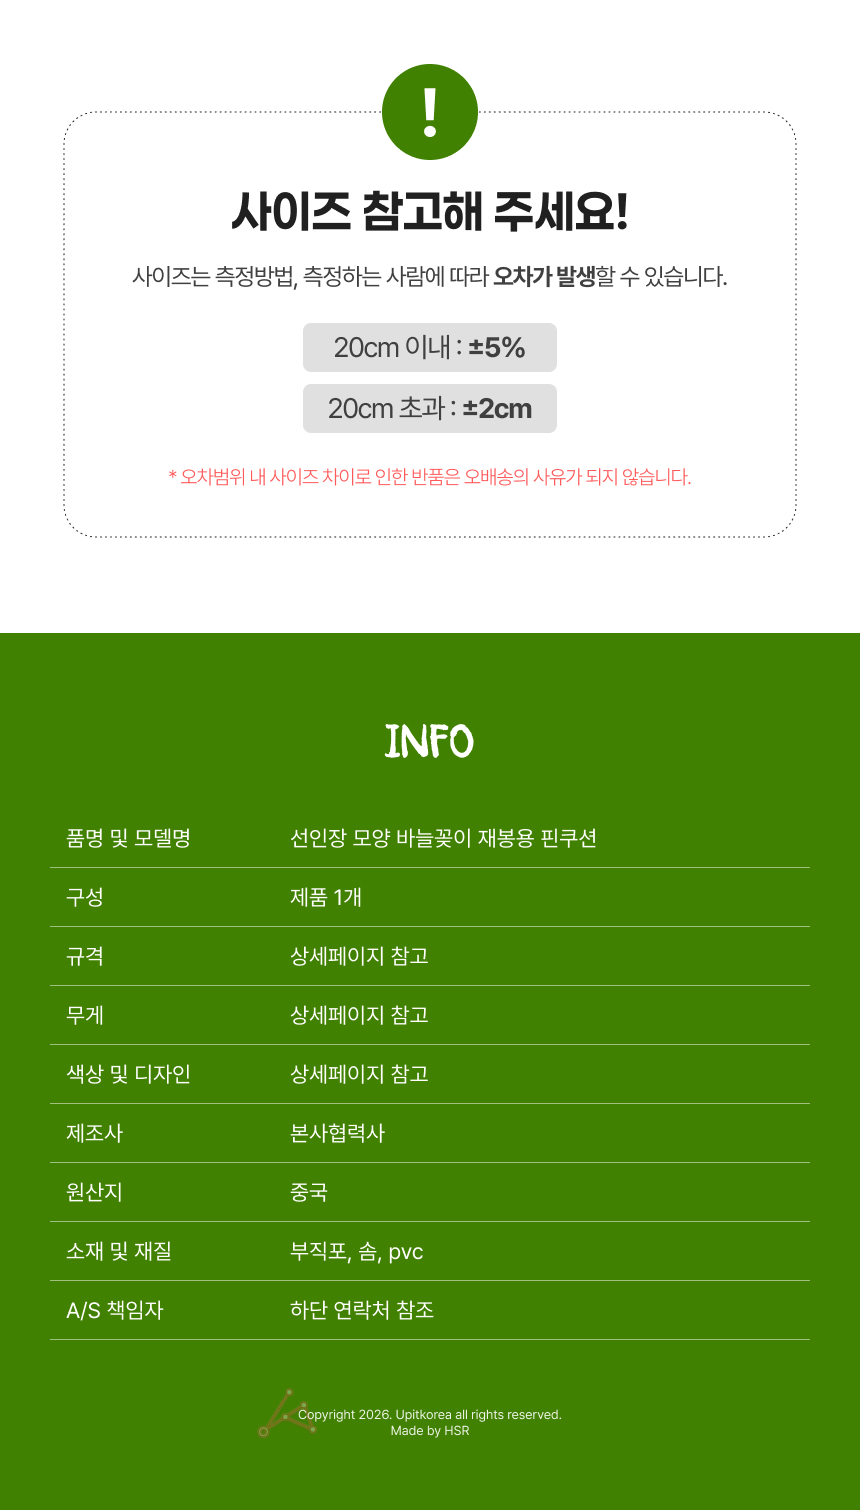 !
사이즈 참고해 주세요!
사이즈는 측정방법, 측정하는 사람에 따라 오차가 발생할 수 있습니다.
20cm 이내 : ±5%
20cm 초과 : ±2cm
* 오차범위 내 사이즈 차이로 인한 반품은 오배송의 사유가 되지 않습니다.
INFO
품명 및 모델명 선인장 모양 바늘꽂이 재봉용 핀쿠션
구성 제품 1개
규격 상세페이지 참고
무게 상세페이지 참고
색상 및 디자인 상세페이지 참고
제조사 본사협력사
원산지 중국
소재 및 재질 부직포, 솜, pvc
A/S 책임자 하단 연락처 참조
Copyright 2026. Upitkorea all rights reserved.
Made by HSR